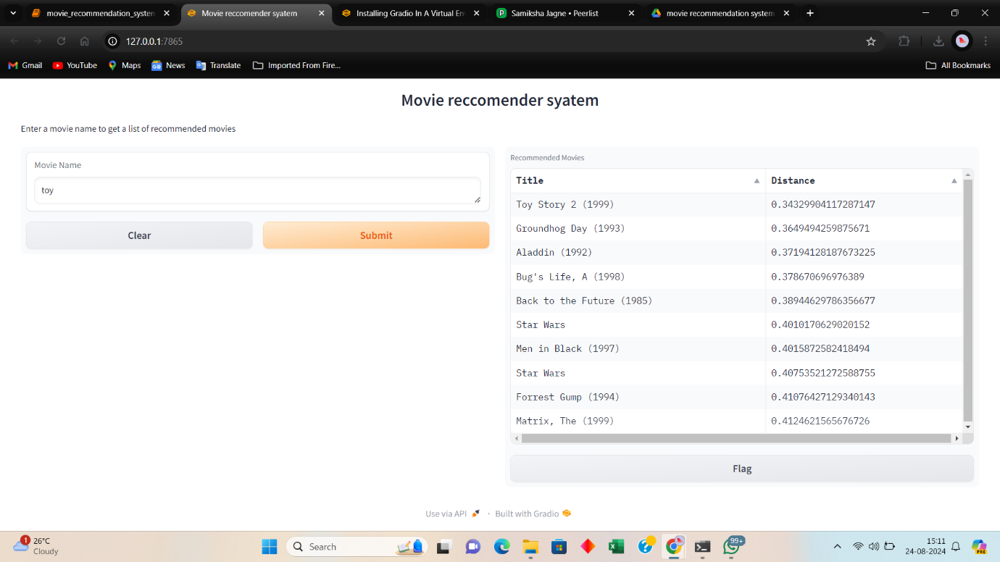 movie_recommendation_system
Movie reccomender syatem
Installing Gradio In A Virtual En
Samiksha Jagne • Peerlist
movie recommendation system
127.0.0.1:7865
Gmail
YouTube
Maps
News
Translate
Imported From Fire...
All Bookmarks
Movie reccomender syatem
Enter a movie name to get a list of recommended movies
Movie Name
toy
Clear
Submit
Recommended Movies
Title Distance
Toy Story 2 (1999) 0.34329904117287147
Groundhog Day (1993) 0.3649494259875671
Aladdin (1992) 0.37194128187673225
Bug's Life, A (1998) 0.378670696976389
Back to the Future (1985) 0.38944629786356677
Star Wars 0.4010170629020152
Men in Black (1997) 0.4015872582418494
Star Wars 0.40753521272588755
Forrest Gump (1994) 0.41076427129340143
Matrix, The (1999) 0.4124621565676726
Flag
Use via API · Built with Gradio
1
26°C
Cloudy
Search
99+
15:11
24-08-2024
PRE